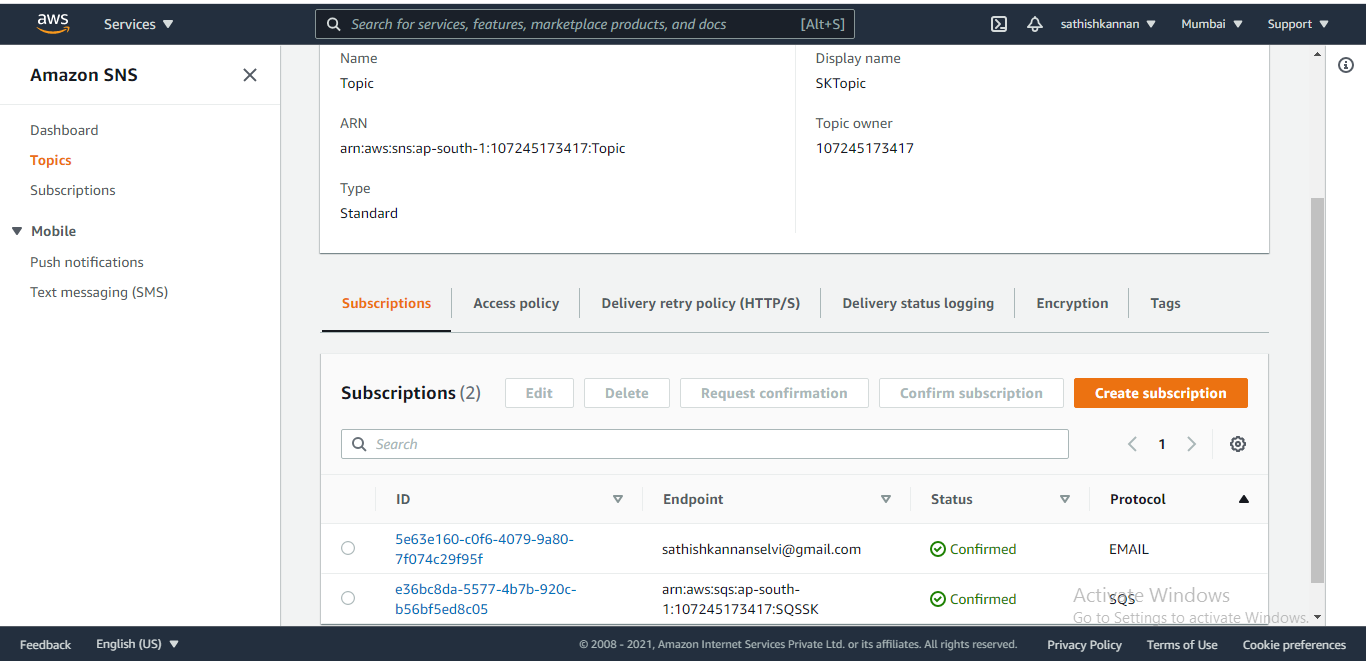 aws Services Search for services, features, marketplace products, and docs [Alt+S] sathishkannan Mumbai Support
Amazon SNS
Dashboard
Topics
Subscriptions
Mobile
Push notifications
Text messaging (SMS)
Name
Topic
ARN
arn:aws:sns:ap-south-1:107245173417:Topic
Type
Standard
Display name
SKTopic
Topic owner
107245173417
Subscriptions Access policy Delivery retry policy (HTTP/S) Delivery status logging Encryption Tags
Subscriptions (2) Edit Delete Request confirmation Confirm subscription Create subscription
Search 1
ID Endpoint Status Protocol
5e63e160-c0f6-4079-9a80-
7f074c29f95f
sathishkannanselvi@gmail.com Confirmed EMAIL
e36bc8da-5577-4b7b-920c-
b56bf5ed8c05
arn:aws:sqs:ap-south-
1:107245173417:SQSSK
Confirmed SQS
Activate Windows
Go to Settings to activate Windows.
Feedback English (US) © 2008 - 2021, Amazon Internet Services Private Ltd. or its affiliates. All rights reserved. Privacy Policy Terms of Use Cookie preferences